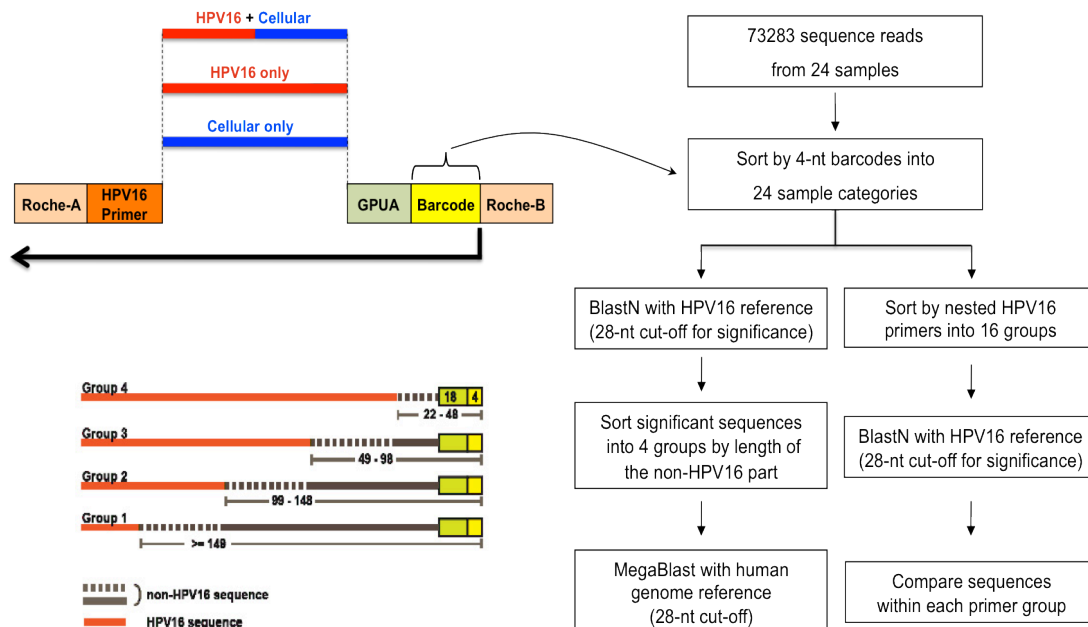 HPV16 + Cellular
HPV16 only
Cellular only
Roche-A
HPV16
Primer
GPUA
Barcode
Roche-B
Group 4
18
4
22 - 48
Group 3
49 - 98
Group 2
99 - 148
Group 1
>= 149
non-HPV16 sequence
HPV16 sequence
73283 sequence reads
from 24 samples
Sort by 4-nt barcodes into
24 sample categories
BlastN with HPV16 reference
(28-nt cut-off for significance)
Sort significant sequences
into 4 groups by length of
the non-HPV16 part
MegaBlast with human
genome reference
(28-nt cut-off)
Sort by nested HPV16
primers into 16 groups
BlastN with HPV16 reference
(28-nt cut-off for significance)
Compare sequences
within each primer group